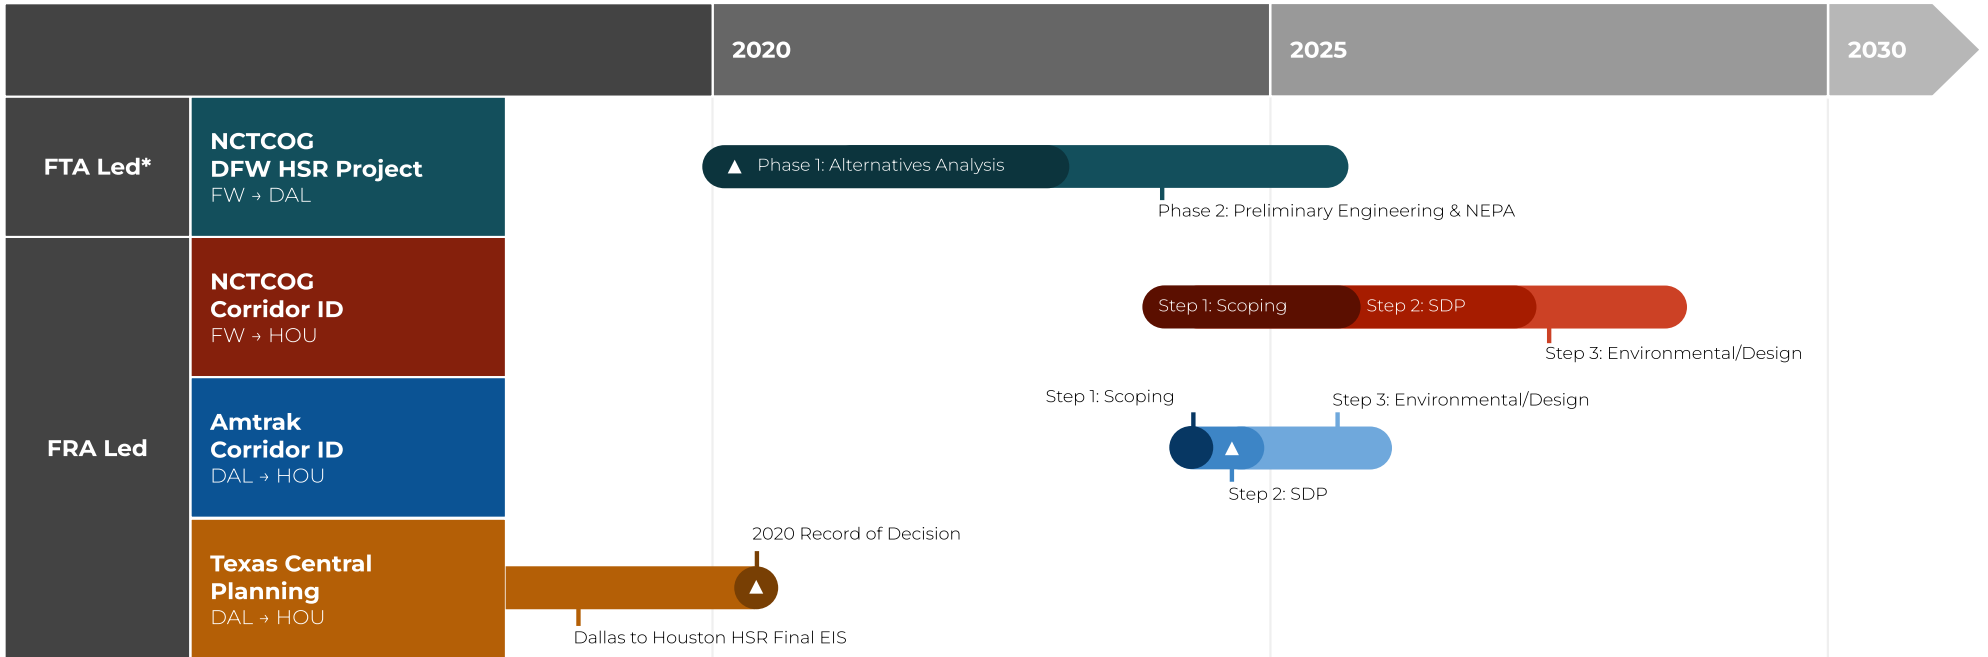 2020
2025
2030
FTA Led*
NCTCOG
DFW HSR Project
FW → DAL
Phase 1: Alternatives Analysis
Phase 2: Preliminary Engineering & NEPA
FRA Led
NCTCOG
Corridor ID
FW → HOU
Step 1: Scoping
Step 2: SDP
Step 3: Environmental/Design
Amtrak
Corridor ID
DAL → HOU
Step 1: Scoping
Step 3: Environmental/Design
Step 2: SDP
Texas Central
Planning
DAL → HOU
2020 Record of Decision
Dallas to Houston HSR Final EIS